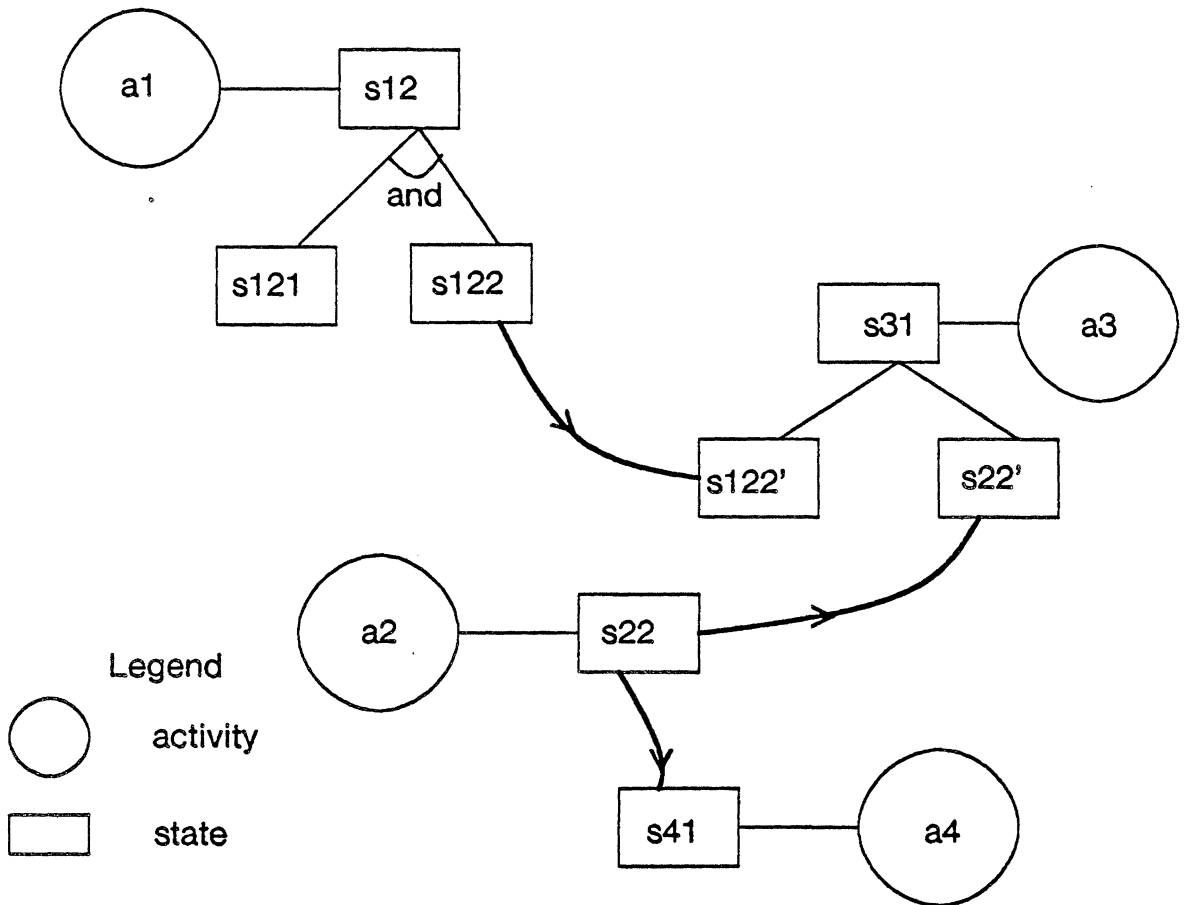 a1
s12
and
s121
s122
s31
a3
s122'
s22'
a2
s22
Legend
activity
state
s41
a4